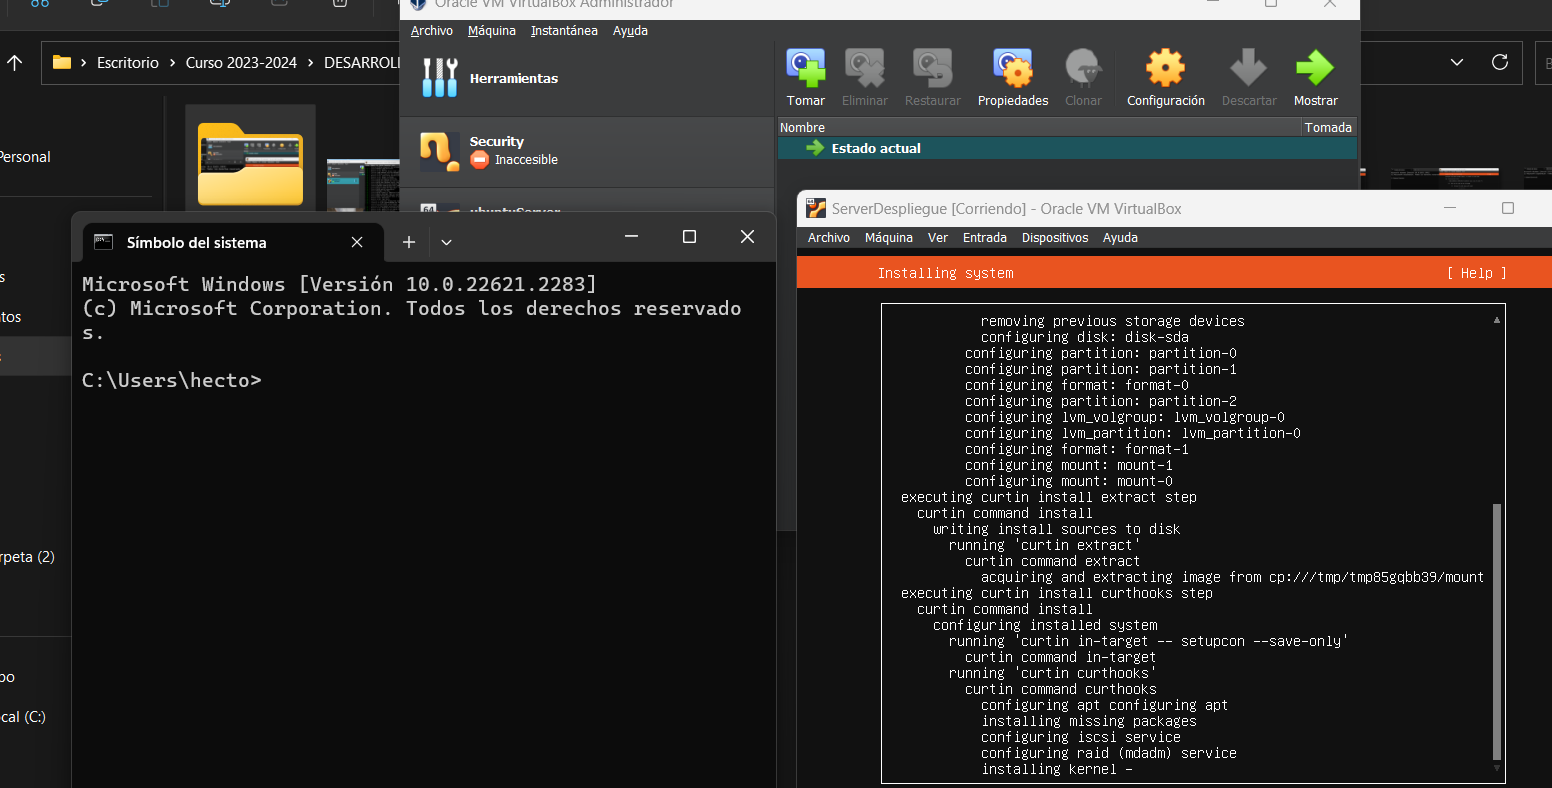 Oracle VM VirtualBox Administrador
Archivo Máquina Instantánea Ayuda
Escritorio > Curso 2023-2024 > DESARROLL
Herramientas
Tomar Eliminar Restaurar Propiedades Clonar Configuración Descartar Mostrar
Nombre Tomada
Estado actual
Security
Inaccesible
64 ubuntuServer
Personal
s
tos
s
rpeta (2)
po
cal (C:)
Símbolo del sistema
Microsoft Windows [Versión 10.0.22621.2283]
(c) Microsoft Corporation. Todos los derechos reservado
s.
C:\Users\hecto>
ServerDespliegue [Corriendo] - Oracle VM VirtualBox
Archivo Máquina Ver Entrada Dispositivos Ayuda
Installing system [ Help ]
removing previous storage devices
configuring disk: disk-sda
configuring partition: partition-0
configuring partition: partition-1
configuring format: format-0
configuring partition: partition-2
configuring lvm_volgroup: lvm_volgroup-0
configuring lvm_partition: lvm_partition-0
configuring format: format-1
configuring mount: mount-1
configuring mount: mount-0
executing curtin install extract step
curtin command install
writing install sources to disk
running 'curtin extract'
curtin command extract
acquiring and extracting image from cp:///tmp/tmp85gqbb39/mount
executing curtin install curthooks step
curtin command install
configuring installed system
running 'curtin in-target -- setupcon --save-only'
curtin command in-target
running 'curtin curthooks'
curtin command curthooks
configuring apt configuring apt
installing missing packages
configuring iscsi service
configuring raid (mdadm) service
installing kernel -